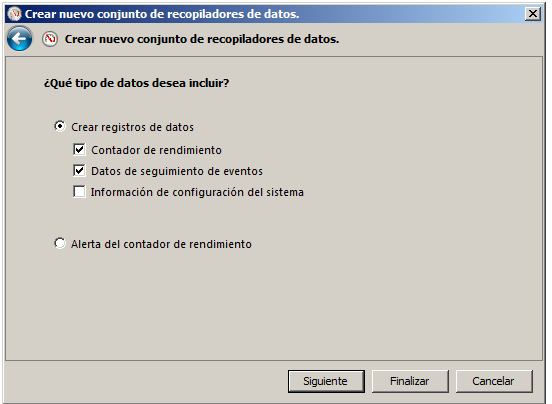 Crear nuevo conjunto de recopiladores de datos.
Crear nuevo conjunto de recopiladores de datos.
¿Qué tipo de datos desea incluir?
Crear registros de datos
Contador de rendimiento
Datos de seguimiento de eventos
Información de configuración del sistema
Alerta del contador de rendimiento
Siguiente Finalizar Cancelar